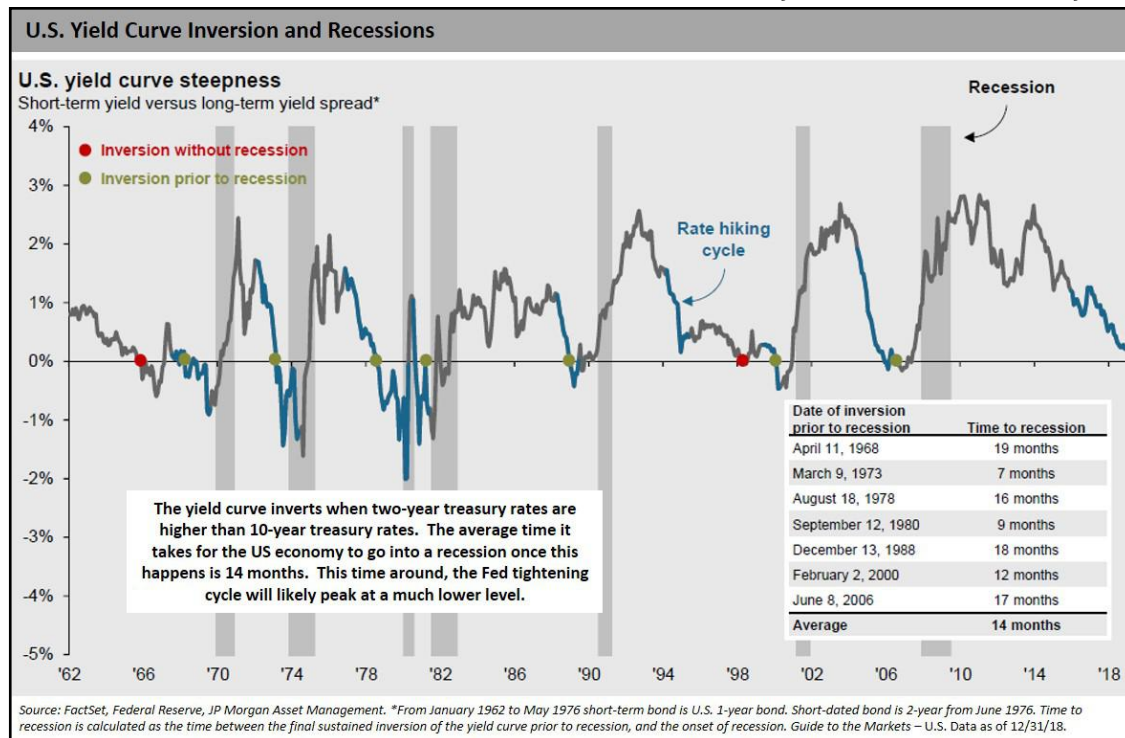 U.S. Yield Curve Inversion and Recessions
U.S. yield curve steepness
Short-term yield versus long-term yield spread*
Recession
4%
Inversion without recession
Inversion prior to recession
3%
Rate hiking
cycle
2%
1%
0%
-1%
-2%
-3%
-4%
-5%
Date of inversion
prior to recession Time to recession
April 11, 1968 19 months
March 9, 1973 7 months
August 18, 1978 16 months
September 12, 1980 9 months
December 13, 1988 18 months
February 2, 2000 12 months
June 8, 2006 17 months
Average 14 months
The yield curve inverts when two-year treasury rates are
higher than 10-year treasury rates. The average time it
takes for the US economy to go into a recession once this
happens is 14 months. This time around, the Fed tightening
cycle will likely peak at a much lower level.
'62 '66 '70 '74 '78 '82 '86 '90 '94 '98 '02 '06 '10 '14 '18
Source: FactSet, Federal Reserve, JP Morgan Asset Management. *From January 1962 to May 1976 short-term bond is U.S. 1-year bond. Short-dated bond is 2-year from June 1976. Time to
recession is calculated as the time between the final sustained inversion of the yield curve prior to recession, and the onset of recession. Guide to the Markets – U.S. Data as of 12/31/18.